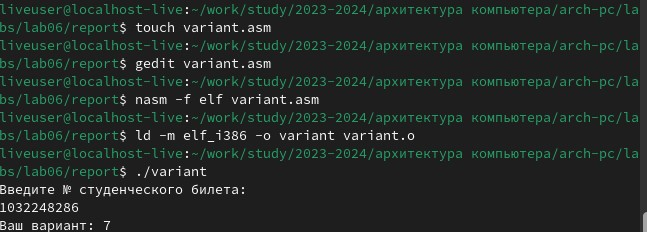 liveuser@localhost-live:~/work/study/2023-2024/архитектура компьютера/arch-pc/la
bs/lab06/report$ touch variant.asm
liveuser@localhost-live:~/work/study/2023-2024/архитектура компьютера/arch-pc/la
bs/lab06/report$ gedit variant.asm
liveuser@localhost-live:~/work/study/2023-2024/архитектура компьютера/arch-pc/la
bs/lab06/report$ nasm -f elf variant.asm
liveuser@localhost-live:~/work/study/2023-2024/архитектура компьютера/arch-pc/la
bs/lab06/report$ ld -m elf_i386 -o variant variant.o
liveuser@localhost-live:~/work/study/2023-2024/архитектура компьютера/arch-pc/la
bs/lab06/report$ ./variant
Введите № студенческого билета:
1032248286
Ваш вариант: 7